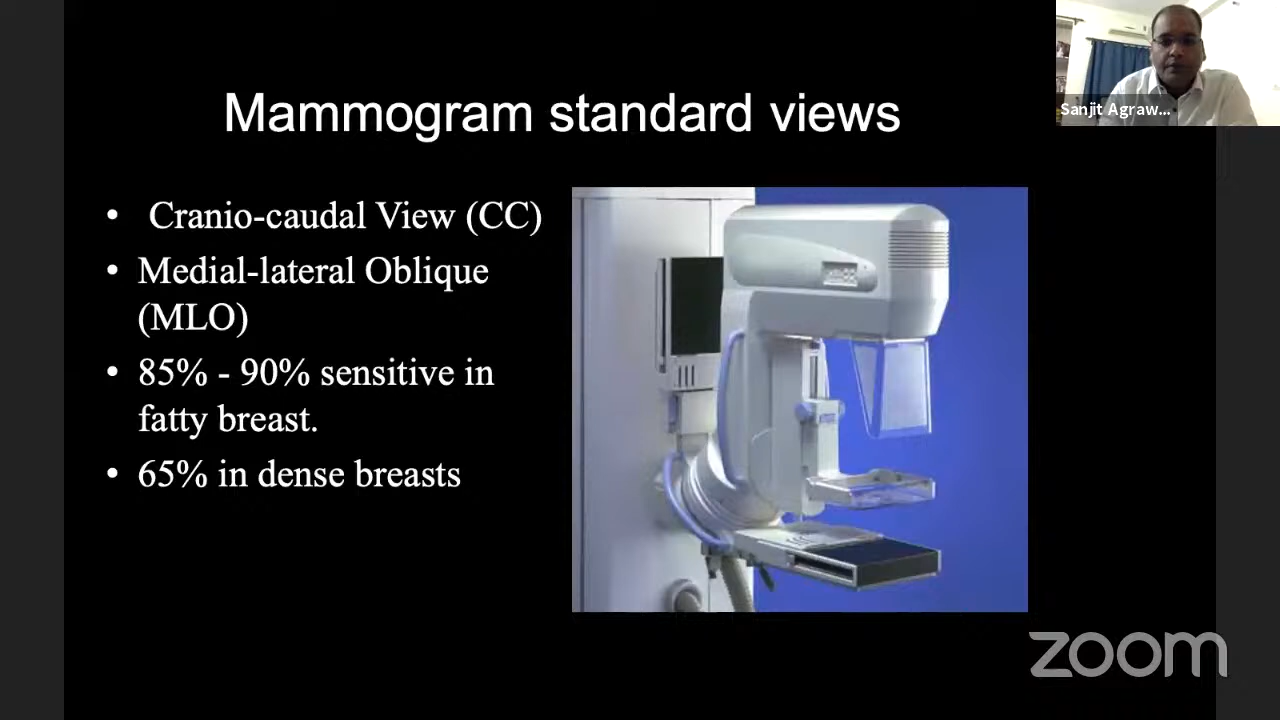 Sanjit Agraw...
Mammogram standard views
• Cranio-caudal View (CC)
• Medial-lateral Oblique
(MLO)
• 85% - 90% sensitive in
fatty breast.
• 65% in dense breasts
zoom